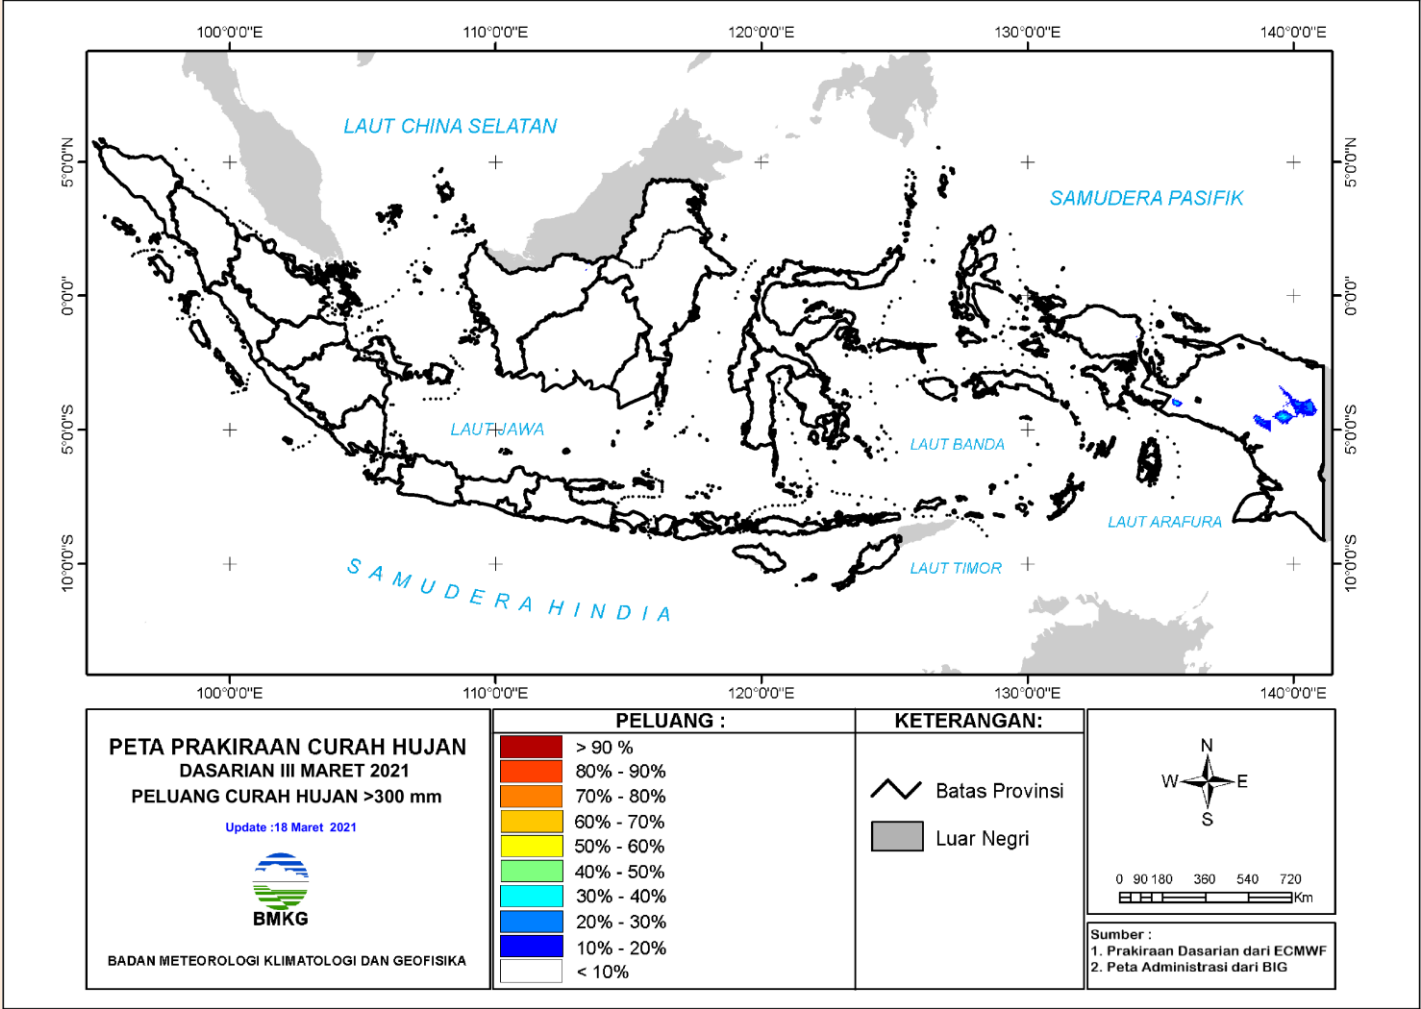 100°0'0"E 110°0'0"E 120°0'0"E 130°0'0"E 140°0'0"E
LAUT CHINA SELATAN
SAMUDERA PASIFIK
5°0'0"N 5°0'0"N
0°0'0" 0°0'0"
LAUT JAWA
LAUT BANDA
5°0'0"S 5°0'0"S
LAUT ARAFURA
LAUT TIMOR
10°0'0"S 10°0'0"S
SAMUDERA HINDIA
100°0'0"E 110°0'0"E 120°0'0"E 130°0'0"E 140°0'0"E
PETA PRAKIRAAN CURAH HUJAN
DASARIAN III MARET 2021
PELUANG CURAH HUJAN >300 mm
Update :18 Maret 2021
BMKG
BADAN METEOROLOGI KLIMATOLOGI DAN GEOFISIKA
PELUANG :
> 90 %
80% - 90%
70% - 80%
60% - 70%
50% - 60%
40% - 50%
30% - 40%
20% - 30%
10% - 20%
< 10%
KETERANGAN:
Batas Provinsi
Luar Negri
N
W E
S
0 90 180 360 540 720
Km
Sumber :
1. Prakiraan Dasarian dari ECMWF
2. Peta Administrasi dari BIG